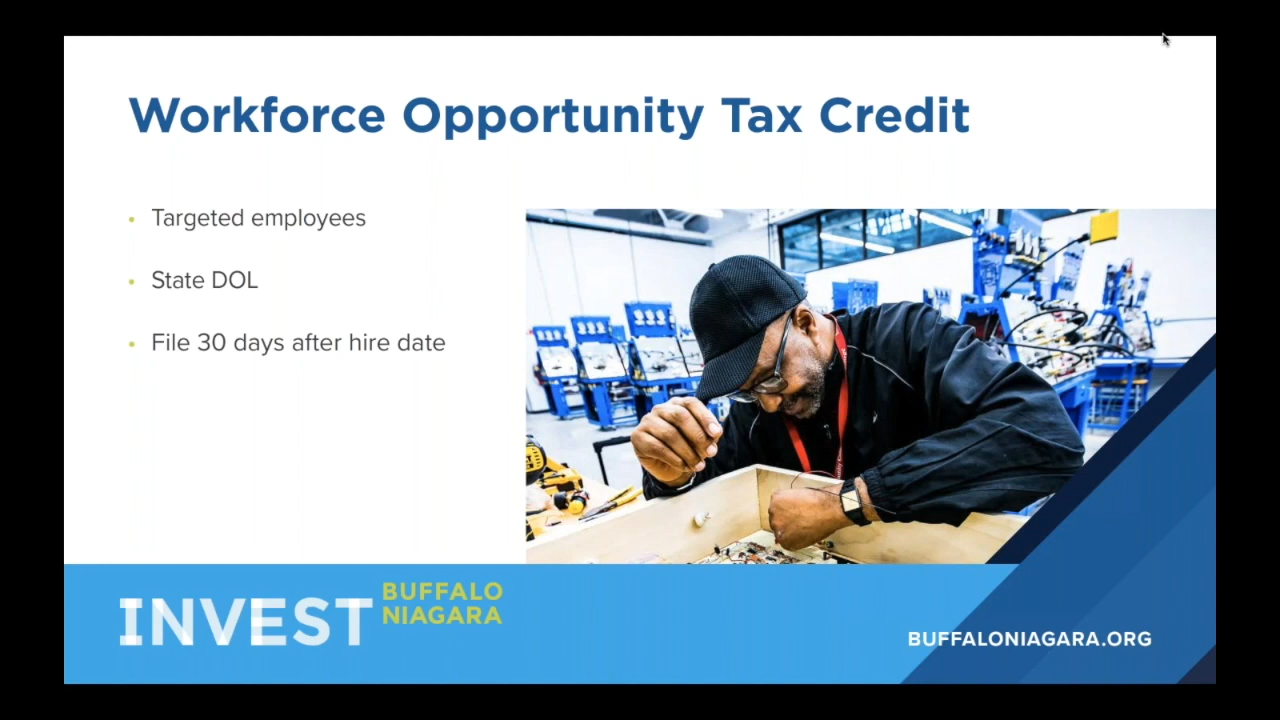 Workforce Opportunity Tax Credit
• Targeted employees
• State DOL
• File 30 days after hire date
INVEST BUFFALO NIAGARA
BUFFALONIAGARA.ORG